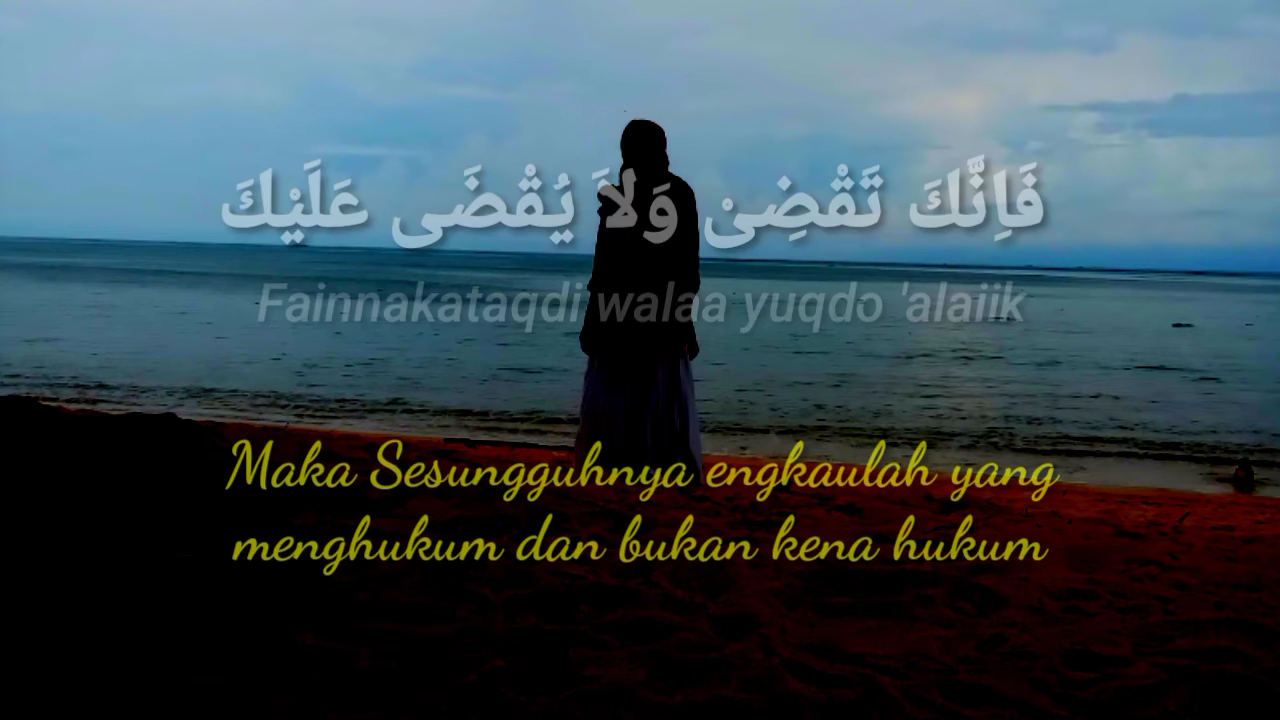 فَاِنَّكَ تَقْضِىْ وَلاَ يُقْضَى عَلَيْكَ
Fainnakataqdi walaa yuqdo 'alaiik
Maka Sesungguhnya engkaulah yang
menghukum dan bukan kena hukum